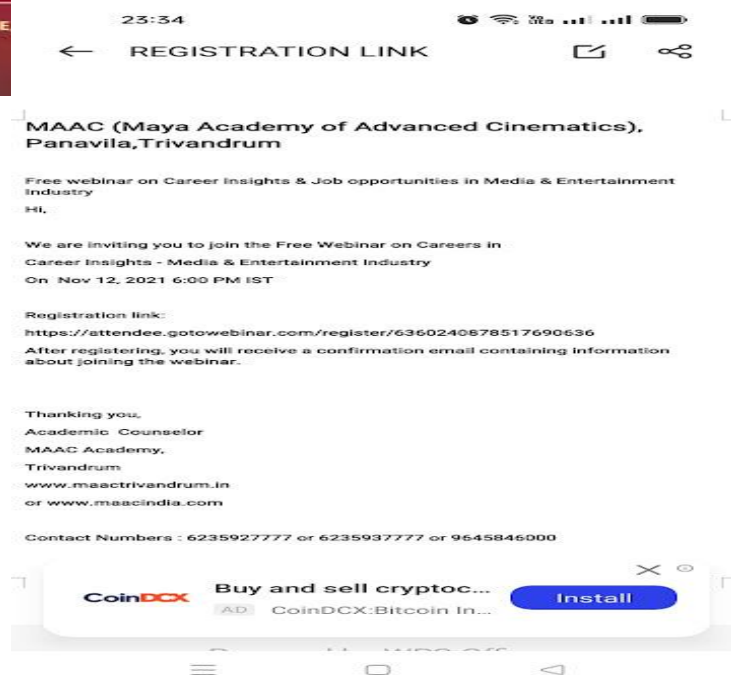 E
23:34
Vo
LTE
REGISTRATION LINK
MAAC (Maya Academy of Advanced Cinematics),
Panavila,Trivandrum
Free webinar on Career Insights & Job opportunities in Media & Entertainment
Industry
Hi,
We are inviting you to join the Free Webinar on Careers in
Career Insights - Media & Entertainment Industry
On Nov 12, 2021 6:00 PM IST
Registration link:
https://attendee.gotowebinar.com/register/6360240878517690636
After registering, you will receive a confirmation email containing information
about joining the webinar.
Thanking you,
Academic Counselor
MAAC Academy,
Trivandrum
www.maactrivandrum.in
or www.maacindia.com
Contact Numbers : 6235927777 or 6235937777 or 9645846000
CoinDCX
Buy and sell cryptoc...
AD CoinDCX:Bitcoin In...
Install